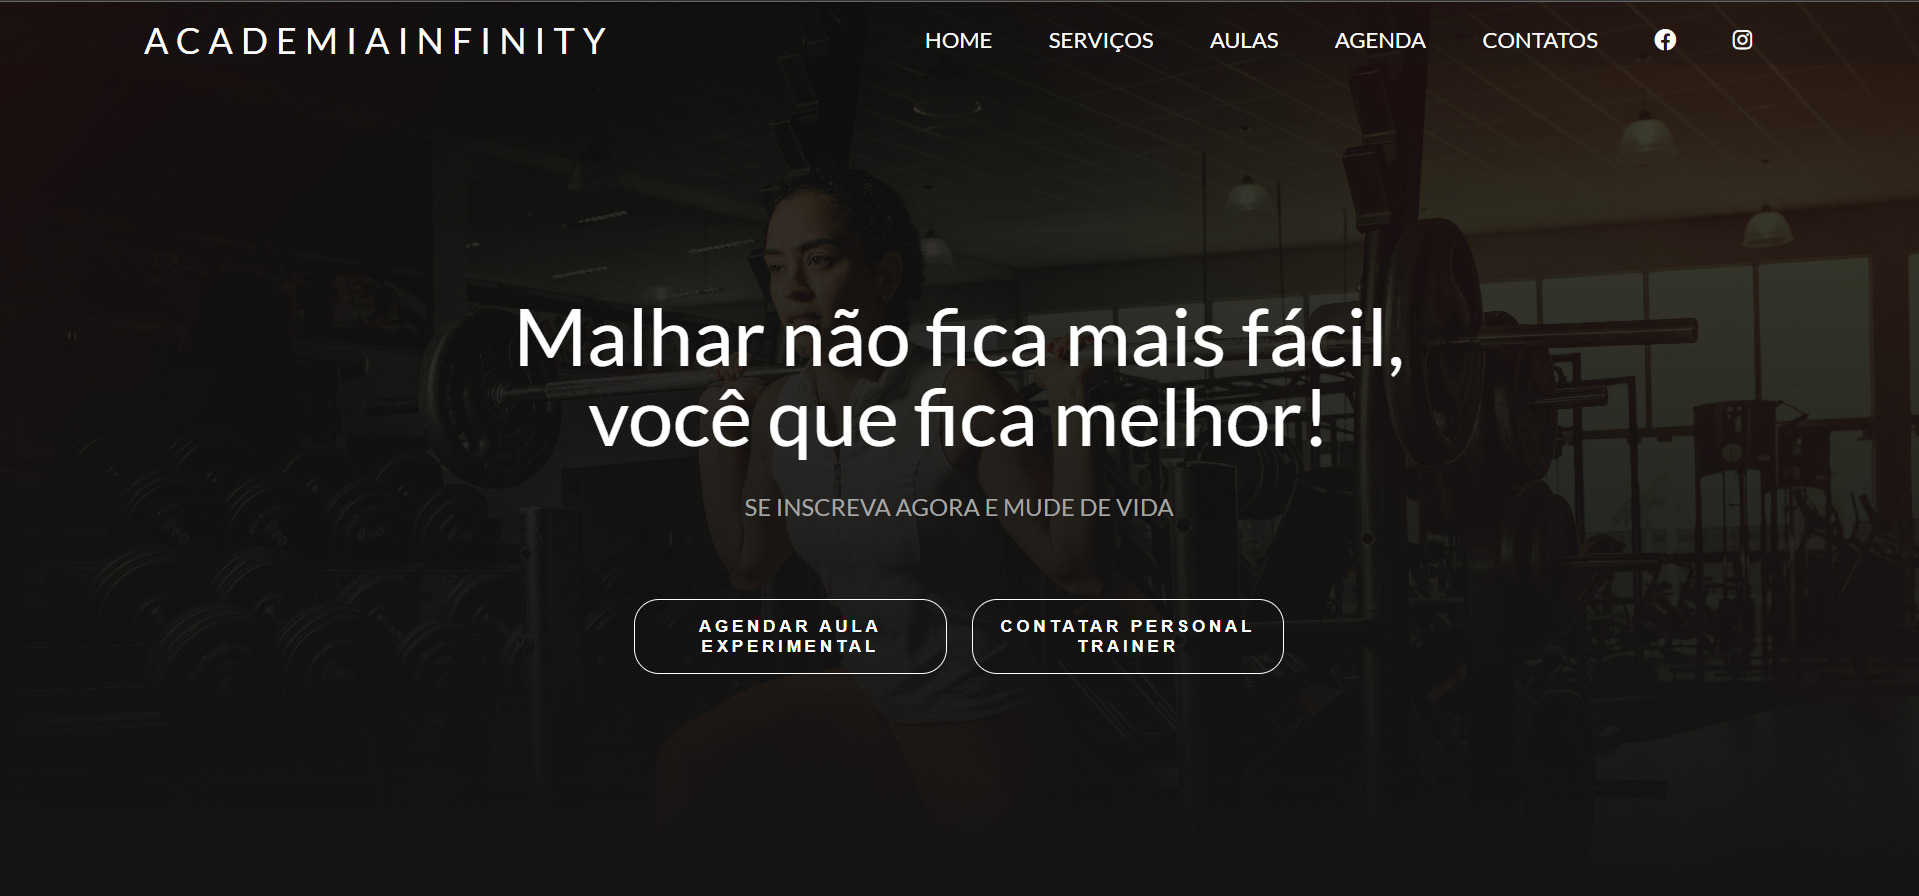 ACADEMIAINFINITY
HOME SERVIÇOS AULAS AGENDA CONTATOS
Malhar não fica mais fácil,
você que fica melhor!
SE INSCREVA AGORA E MUDE DE VIDA
AGENDAR AULA
EXPERIMENTAL
CONTATAR PERSONAL
TRAINER